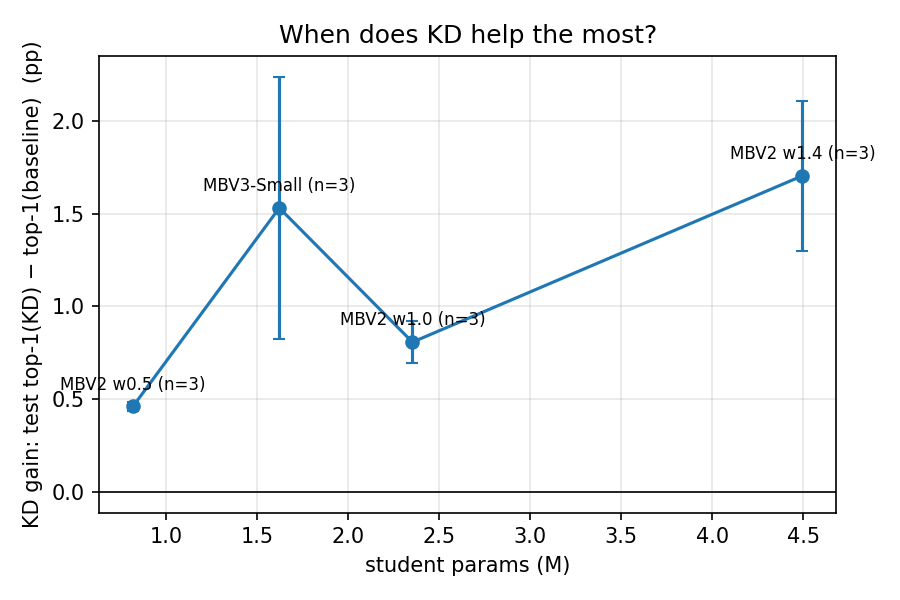 When does KD help the most?
KD gain: test top-1(KD) − top-1(baseline)  (pp)
2.0
1.5
1.0
0.5
0.0
MBV2 w1.4 (n=3)
MBV3-Small (n=3)
MBV2 w1.0 (n=3)
MBV2 w0.5 (n=3)
1.0 1.5 2.0 2.5 3.0 3.5 4.0 4.5
student params (M)